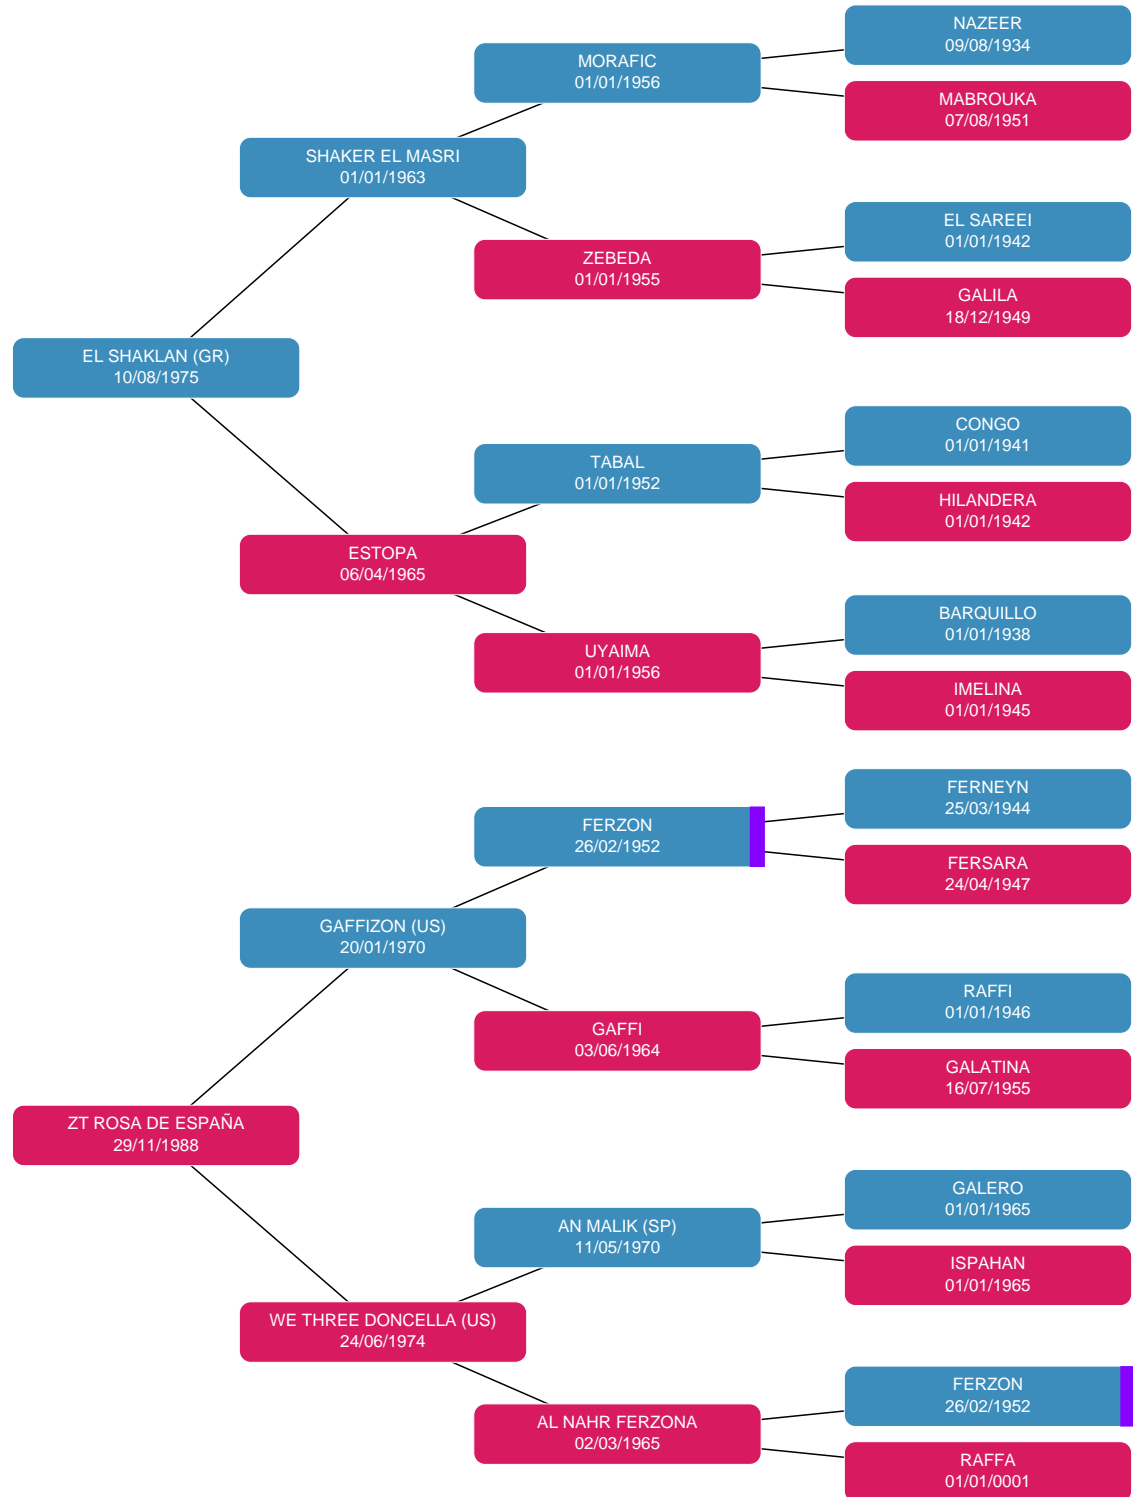 NAZEER
09/08/1934
MORAFIC
01/01/1956
MABROUKA
07/08/1951
SHAKER EL MASRI
01/01/1963
EL SAREEI
01/01/1942
ZEBEDA
01/01/1955
GALILA
18/12/1949
EL SHAKLAN (GR)
10/08/1975
CONGO
01/01/1941
TABAL
01/01/1952
HILANDERA
01/01/1942
ESTOPA
06/04/1965
BARQUILLO
01/01/1938
UYAIMA
01/01/1956
IMELINA
01/01/1945
FERNEYN
25/03/1944
FERZON
26/02/1952
FERSARA
24/04/1947
GAFFIZON (US)
20/01/1970
RAFFI
01/01/1946
GAFFI
03/06/1964
GALATINA
16/07/1955
ZT ROSA DE ESPAÑA
29/11/1988
GALERO
01/01/1965
AN MALIK (SP)
11/05/1970
ISPAHAN
01/01/1965
WE THREE DONCELLA (US)
24/06/1974
FERZON
26/02/1952
AL NAHR FERZONA
02/03/1965
RAFFA
01/01/0001